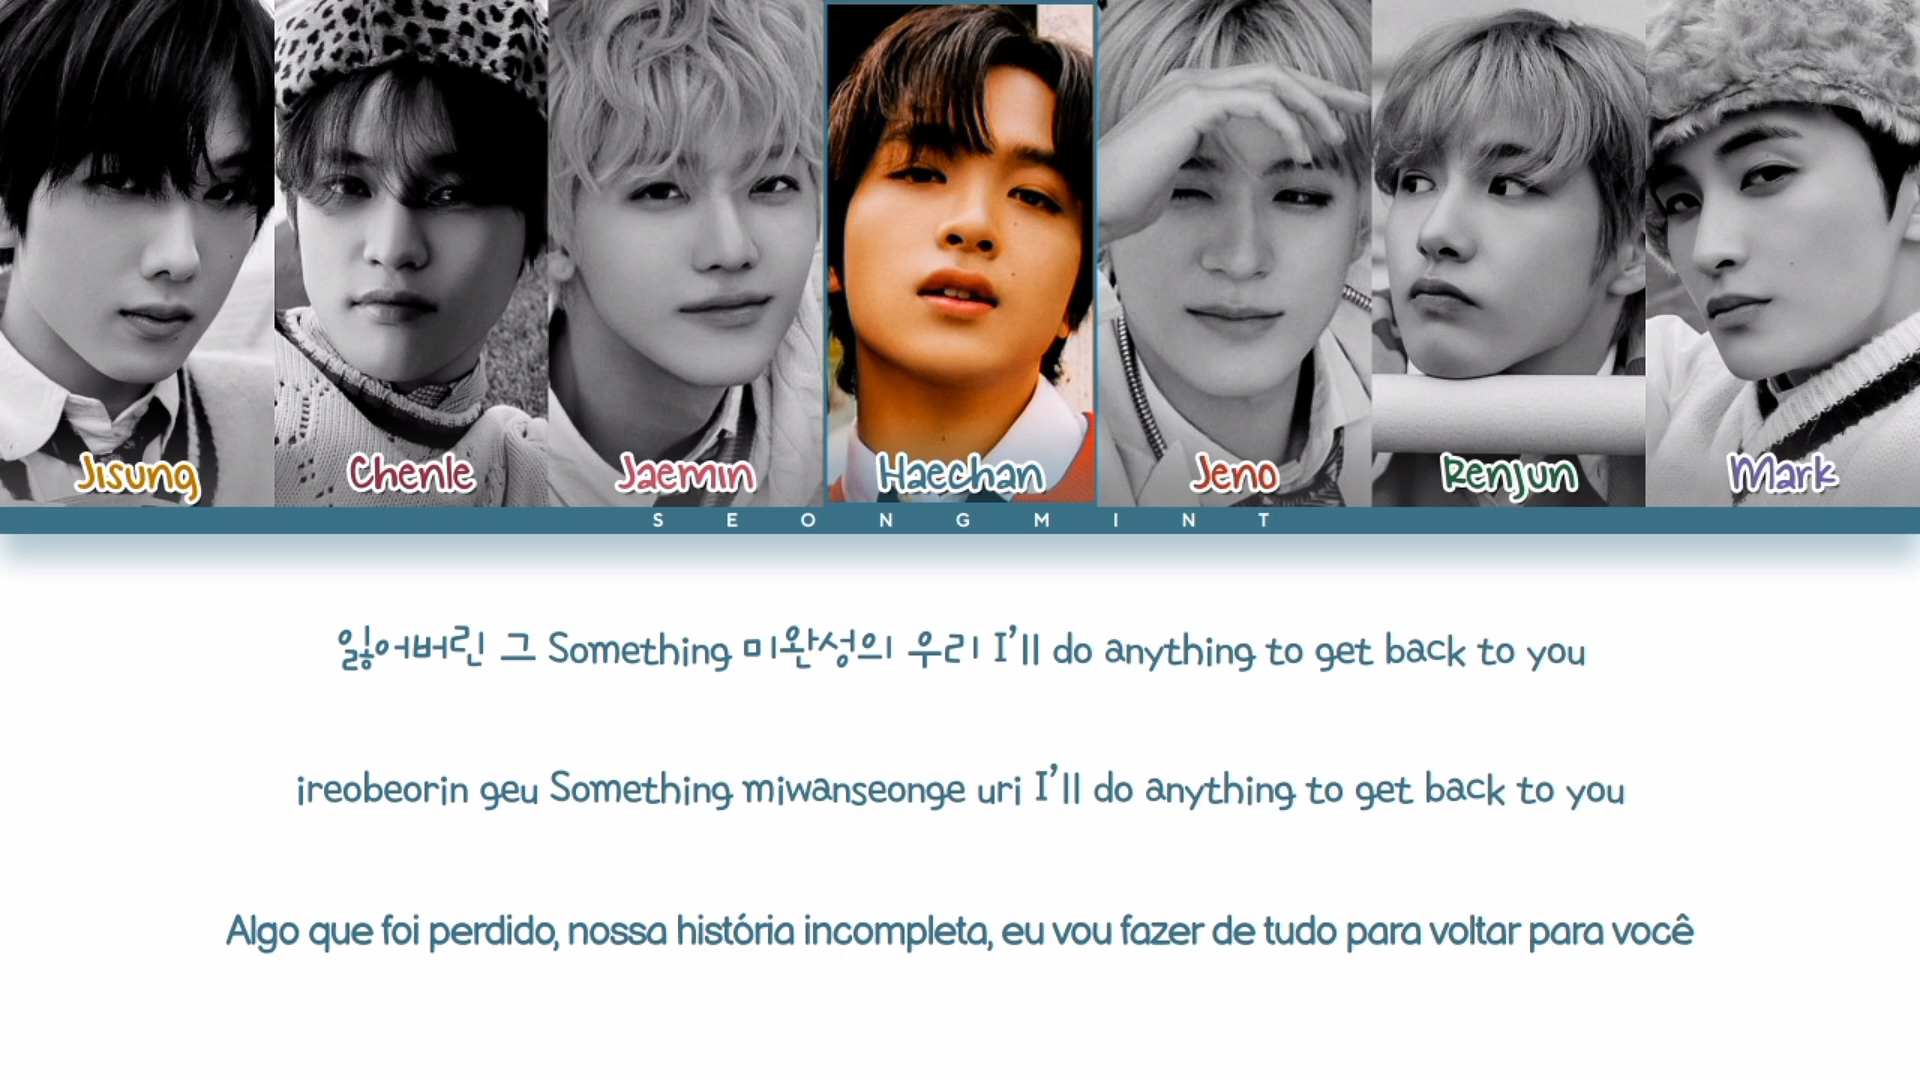 Jisung
Chenle
Jaemin
Haechan
Jeno
Renjun
Mark
SEONGMINT
잃어버린 그 Something 미완성의 우리 I'll do anything to get back to you
ireobeorin geu Something miwanseonge uri I'll do anything to get back to you
Algo que foi perdido, nossa história incompleta, eu vou fazer de tudo para voltar para você